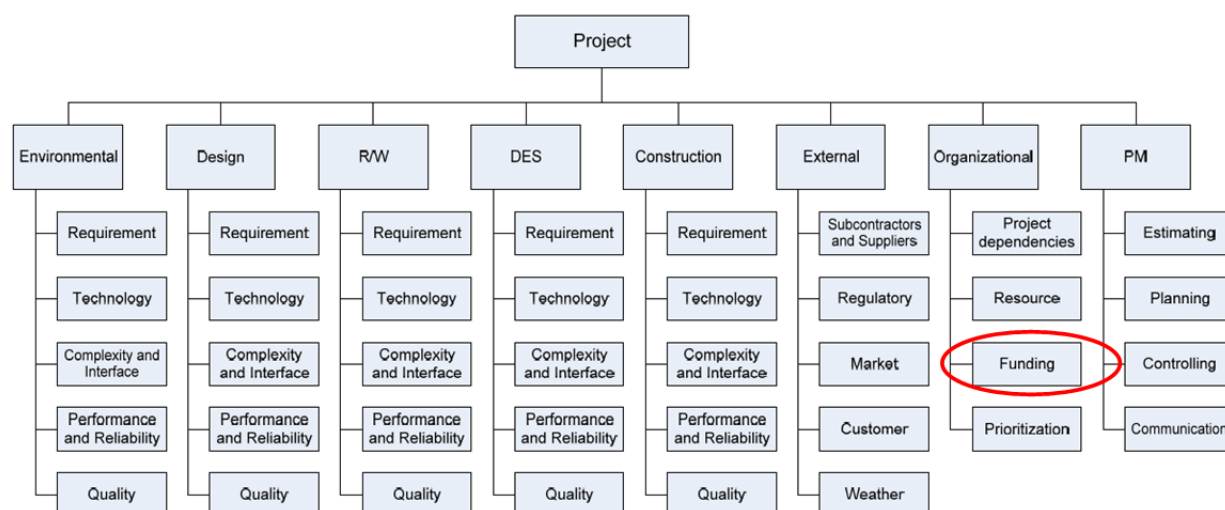 Project
Environmental
Design
R/W
DES
Construction
External
Organizational
PM
Requirement
Requirement
Requirement
Requirement
Requirement
Subcontractors
and Suppliers
Project
dependencies
Estimating
Technology
Technology
Technology
Technology
Technology
Regulatory
Resource
Planning
Complexity and
Interface
Complexity
and Interface
Complexity
and Interface
Complexity
and Interface
Complexity
and Interface
Market
Funding
Controlling
Performance
and Reliability
Performance
and Reliability
Performance
and Reliability
Performance
and Reliability
Performance
and Reliability
Customer
Prioritization
Communication
Quality
Quality
Quality
Quality
Quality
Weather